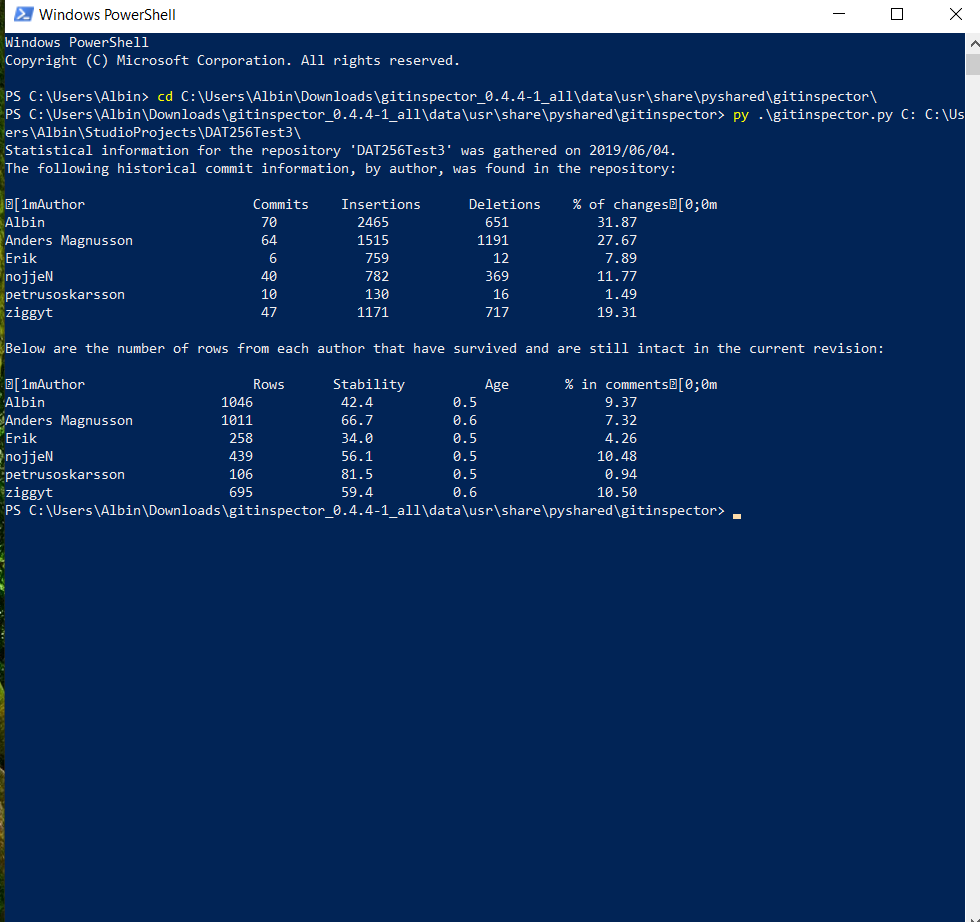 Windows PowerShell
Windows PowerShell
Copyright (C) Microsoft Corporation. All rights reserved.
PS C:\Users\Albin> cd C:\Users\Albin\Downloads\gitinspector_0.4.4-1_all\data\usr\share\pyshared\gitinspector\
PS C:\Users\Albin\Downloads\gitinspector_0.4.4-1_all\data\usr\share\pyshared\gitinspector> py .\gitinspector.py C: C:\Us
ers\Albin\StudioProjects\DAT256Test3\
Statistical information for the repository 'DAT256Test3' was gathered on 2019/06/04.
The following historical commit information, by author, was found in the repository:
[1mAuthor Commits Insertions Deletions % of changes[0;0m
Albin 70 2465 651 31.87
Anders Magnusson 64 1515 1191 27.67
Erik 6 759 12 7.89
nojjeN 40 782 369 11.77
petrusoskarsson 10 130 16 1.49
ziggyt 47 1171 717 19.31
Below are the number of rows from each author that have survived and are still intact in the current revision:
[1mAuthor Rows Stability Age % in comments[0;0m
Albin 1046 42.4 0.5 9.37
Anders Magnusson 1011 66.7 0.6 7.32
Erik 258 34.0 0.5 4.26
nojjeN 439 56.1 0.5 10.48
petrusoskarsson 106 81.5 0.5 0.94
ziggyt 695 59.4 0.6 10.50
PS C:\Users\Albin\Downloads\gitinspector_0.4.4-1_all\data\usr\share\pyshared\gitinspector>